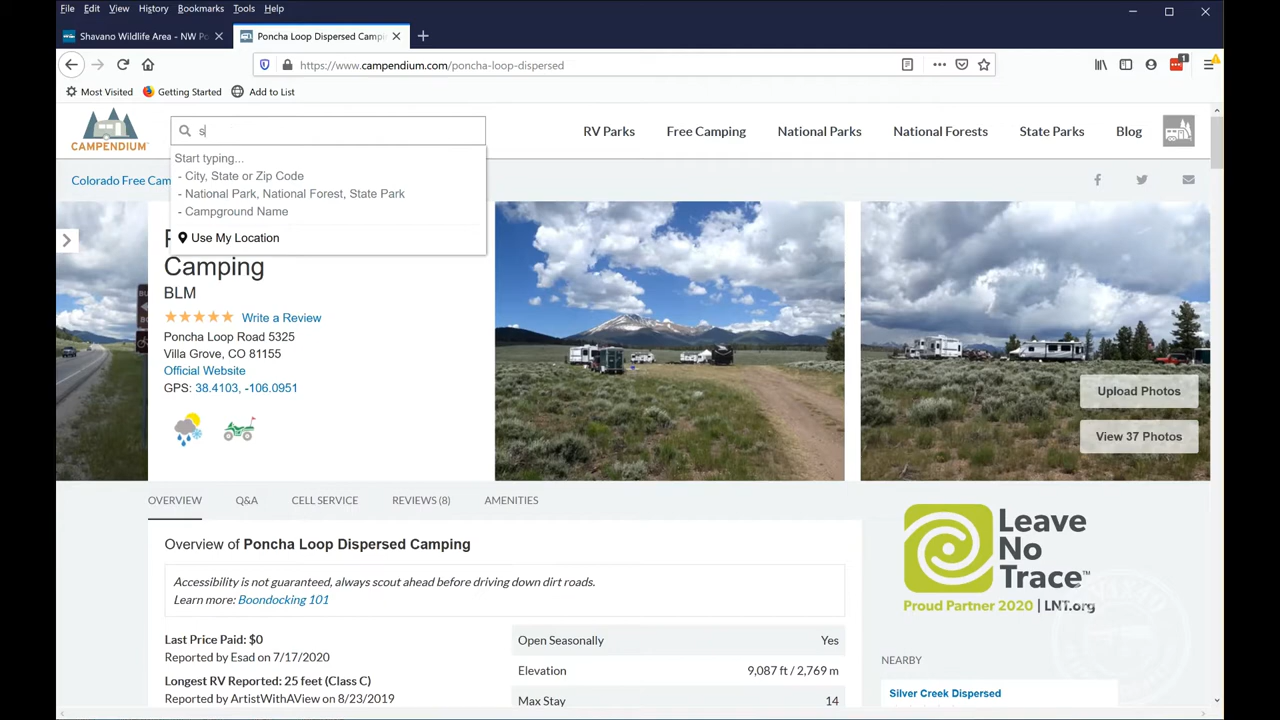 File Edit View History Bookmarks Tools Help
Shavano Wildlife Area - NW Po
Poncha Loop Dispersed Campi
https://www.campendium.com/poncha-loop-dispersed
1
Most Visited Getting Started Add to List
CAMPENDIUM
s
RV Parks Free Camping National Parks National Forests State Parks Blog
Start typing...
- City, State or Zip Code
- National Park, National Forest, State Park
- Campground Name
Use My Location
Colorado Free Cam
Camping
BLM
Write a Review
Poncha Loop Road 5325
Villa Grove, CO 81155
Official Website
GPS: 38.4103, -106.0951
Upload Photos
View 37 Photos
OVERVIEW Q&A CELL SERVICE REVIEWS (8) AMENITIES
Overview of Poncha Loop Dispersed Camping
Accessibility is not guaranteed, always scout ahead before driving down dirt roads.
Learn more: Boondocking 101
Last Price Paid: $0
Reported by Esad on 7/17/2020
Longest RV Reported: 25 feet (Class C)
Reported by ArtistWithAView on 8/23/2019
Open Seasonally Yes
Elevation 9,087 ft / 2,769 m
Max Stay 14
Leave
No
Trace™
Proud Partner 2020 | LNT.org
NEARBY
Silver Creek Dispersed